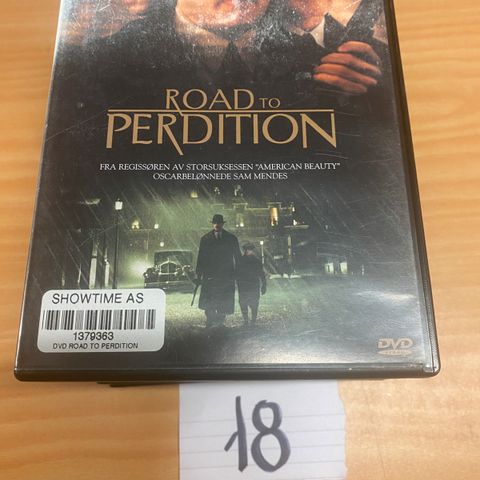 ROAD TO
PERDITION
FRA REGISSØREN AV STORSUKSESSEN "AMERICAN BEAUTY"
OSCARBELØNNEDE SAM MENDES
SHOWTIME AS
1379363
DVD ROAD TO PERDITION
DVD
18